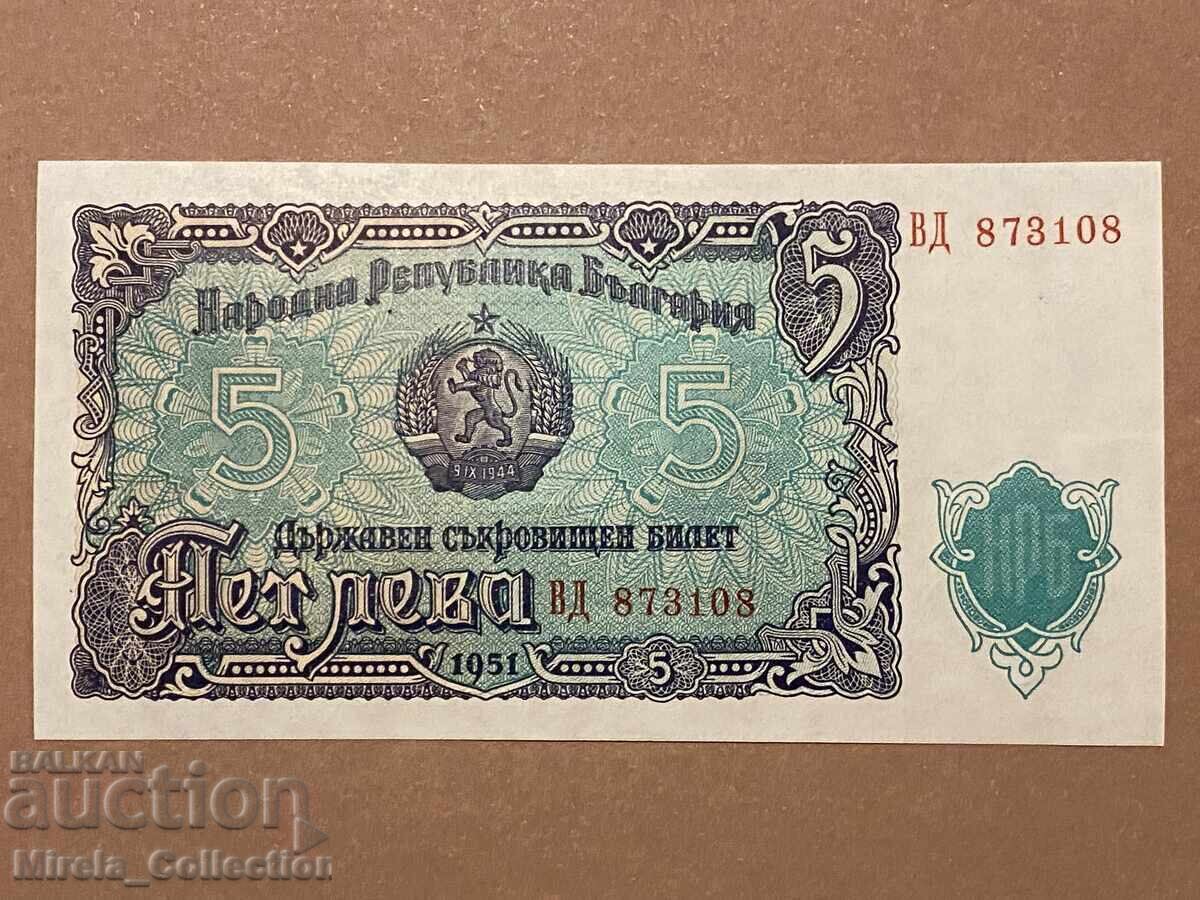 5
ВД 873108
Народна Република България
5
5
9 IX 1944
Държавен съкровищен билет
НРБ
Пет лева
ВД 873108
1951
5
BALKAN
auction
Mirela_Collection